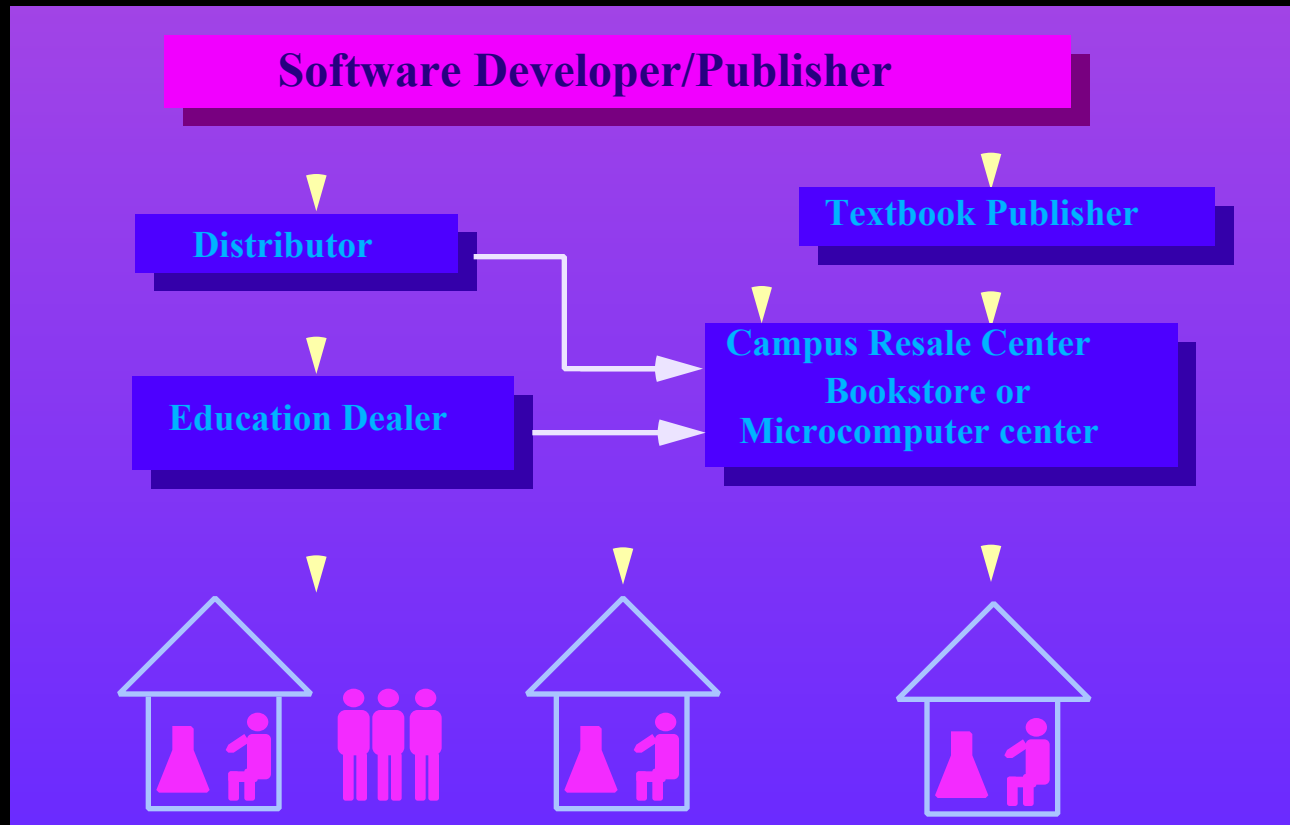 Software Developer/Publisher
Textbook Publisher
Distributor
Campus Resale Center
Bookstore or
Microcomputer center
Education Dealer